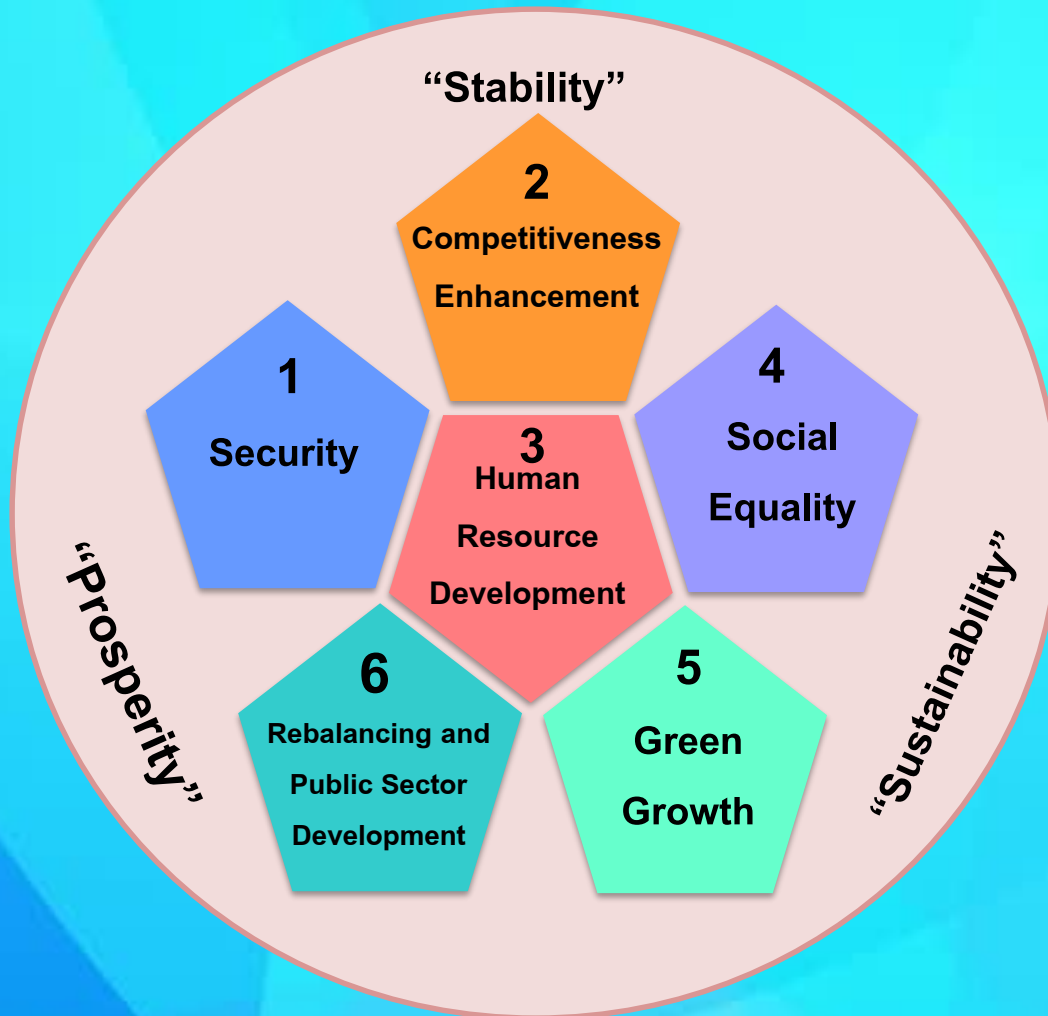 “Stability”
2
Competitiveness
Enhancement
1
Security
4
Social
Equality
3
Human
Resource
Development
“Prosperity”
“Sustainability”
6
Rebalancing and
Public Sector
Development
5
Green
Growth